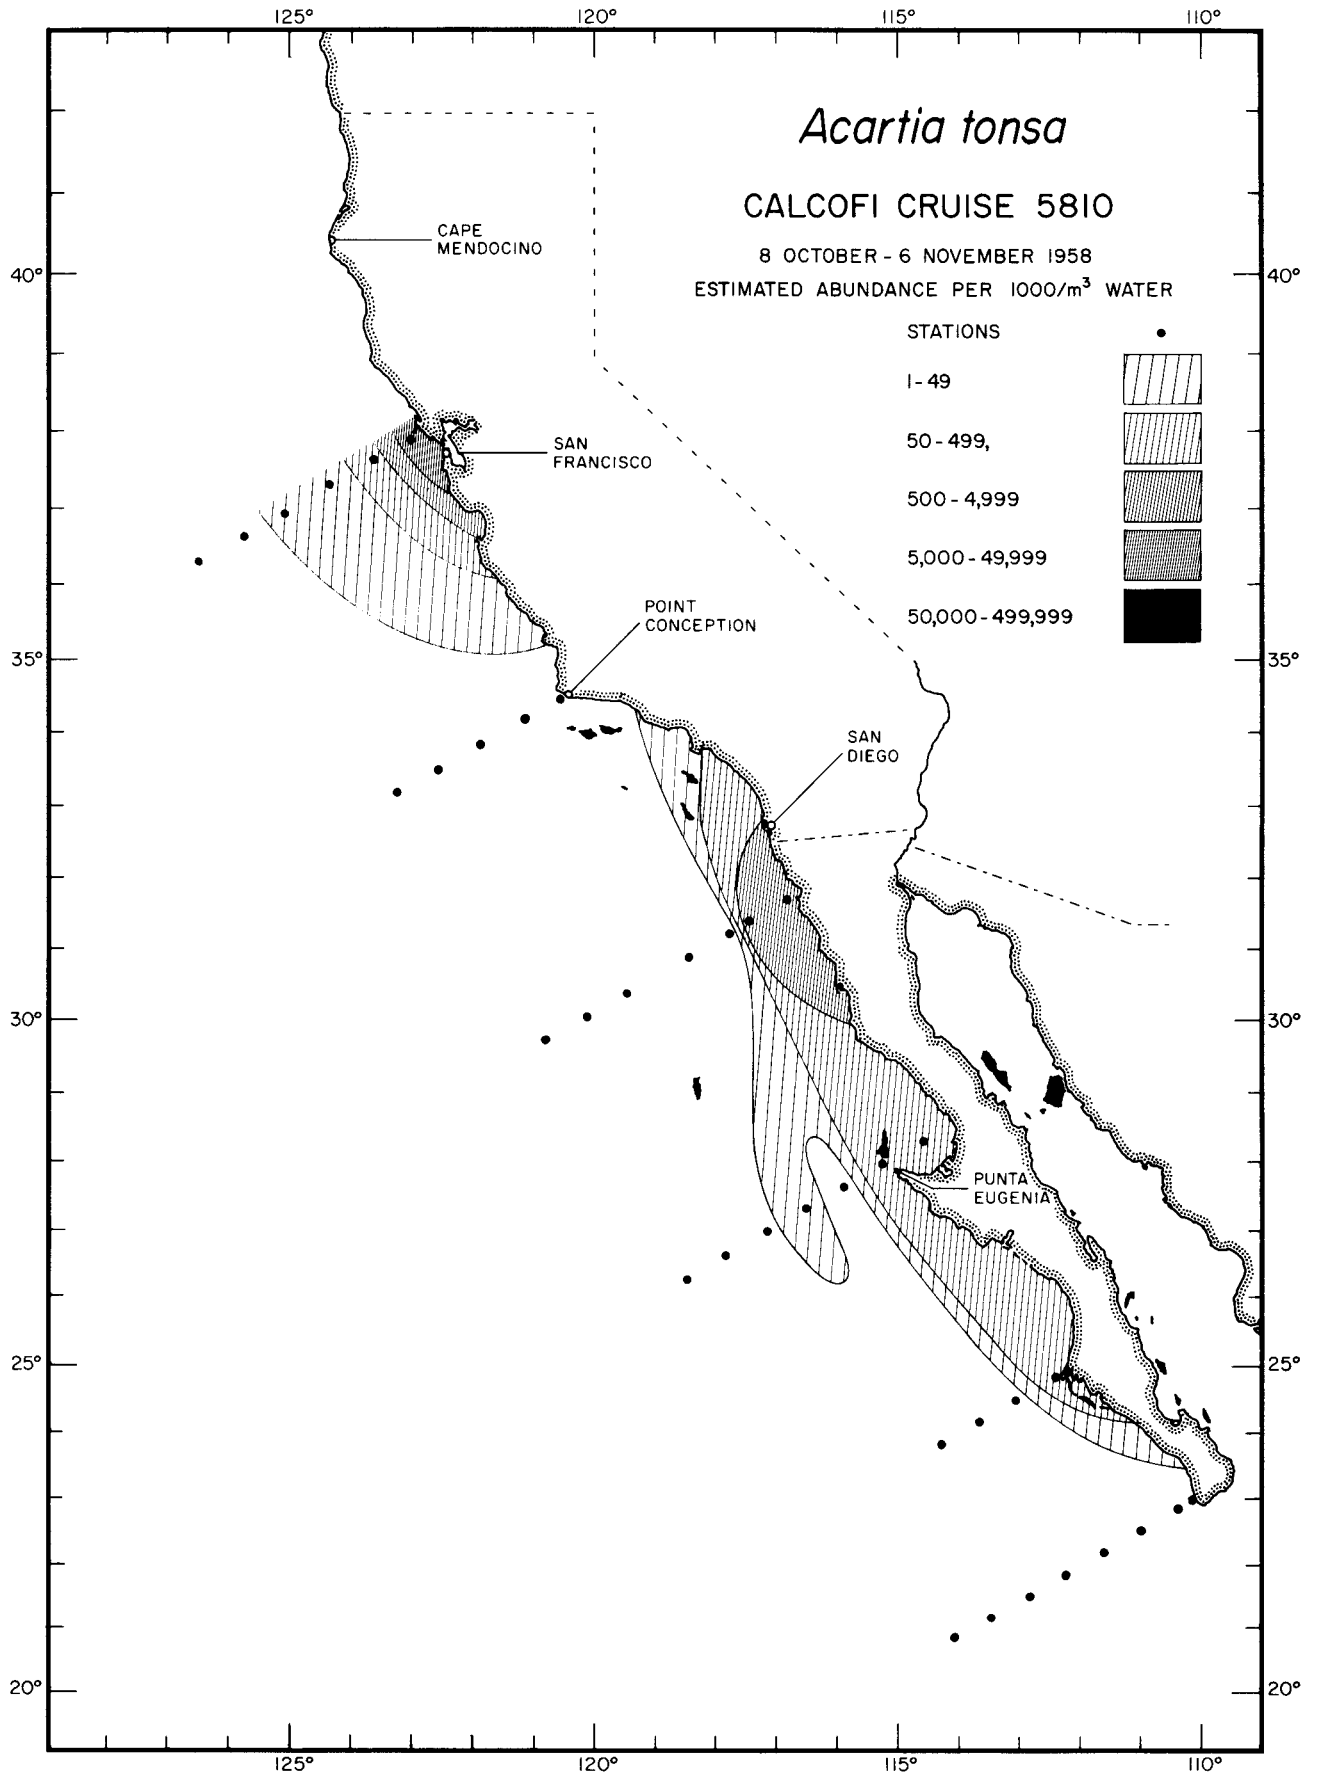 125°
120°
115°
110°
Acartia tonsa
CALCOFI CRUISE 5810
8 OCTOBER - 6 NOVEMBER 1958
ESTIMATED ABUNDANCE PER 1000/m³ WATER
STATIONS
1-49
50-499,
500-4,999
5,000-49,999
50,000-499,999
CAPE
MENDOCINO
40°
40°
SAN
FRANCISCO
POINT
CONCEPTION
35°
35°
SAN
DIEGO
30°
30°
PUNTA
EUGENIA
25°
25°
20°
20°
125°
120°
115°
110°